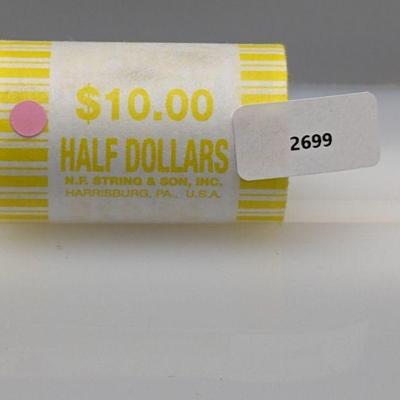 $10.00
HALF DOLLARS
N.F. STRING & SON, INC.
HARRISBURG, PA., U.S.A.
2699